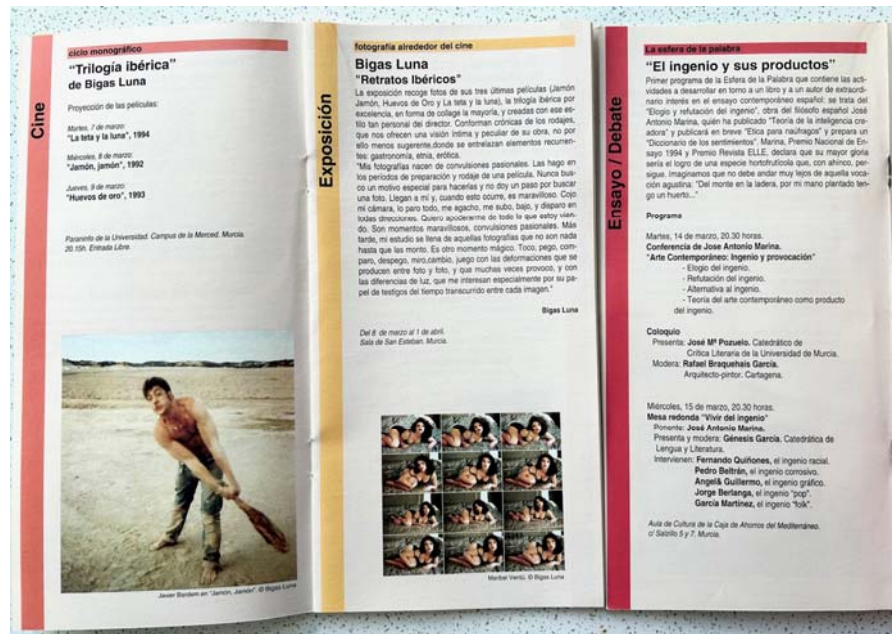 Cine
ciclo monográfico
"Trilogía ibérica"
de Bigas Luna
Proyección de las películas:
Martes, 7 de marzo:
"La teta y la luna", 1994
Miércoles, 8 de marzo:
"Jamón, jamón", 1992
Jueves, 9 de marzo:
"Huevos de oro", 1993
Paraninfo de la Universidad. Campus de la Merced. Murcia.
20.15h. Entrada Libre.
Javier Bardem en "Jamón, Jamón". © Bigas Luna
Exposición
fotografía alrededor del cine
Bigas Luna
"Retratos Ibéricos"
La exposición recoge fotos de sus tres últimas películas (Jamón
Jamón, Huevos de Oro y La teta y la luna), la trilogía ibérica por
excelencia, en forma de collage la mayoría, y creadas con ese es-
tilo tan personal del director. Conforman crónicas de los rodajes,
que nos ofrecen una visión íntima y peculiar de su obra, no por
ello menos sugerente,donde se entrelazan elementos recurren-
tes: gastronomía, etnia, erótica.
"Mis fotografías nacen de convulsiones pasionales. Las hago en
los periodos de preparación y rodaje de una película. Nunca bus-
co un motivo especial para hacerlas y no doy un paso por buscar
una foto. Llegan a mí y, cuando esto ocurre, es maravilloso. Cojo
mi cámara, lo paro todo, me agacho, me subo, bajo, y disparo en
todas direcciones. Quiero apoderarme de todo lo que estoy vien-
do. Son momentos maravillosos, convulsiones pasionales. Más
tarde, mi estudio se llena de aquellas fotografías que no son nada
hasta que las monto. Es otro momento mágico. Toco, pego, com-
paro, despego, miro,cambio, juego con las deformaciones que se
producen entre foto y foto, y que muchas veces provoco, y con
las diferencias de luz, que me interesan especialmente por su pa-
pel de testigos del tiempo transcurrido entre cada imagen."
Bigas Luna
Del 8 de marzo al 1 de abril.
Sala de San Esteban. Murcia.
Maribel Verdú. © Bigas Luna
Ensayo / Debate
La esfera de la palabra
"El ingenio y sus productos"
Primer programa de la Esfera de la Palabra que contiene las acti-
vidades a desarrollar en torno a un libro y a un autor de extraordi-
nario interés en el ensayo contemporáneo español: se trata del
"Elogio y refutación del ingenio", obra del filósofo español José
Antonio Marina, quién ha publicado "Teoría de la inteligencia cre-
adora" y publicará en breve "Etica para naúfragos" y prepara un
"Diccionario de los sentimientos". Marina, Premio Nacional de En-
sayo 1994 y Premio Revista ELLE, declara que su mayor gloria
sería el logro de una especie hortofrutícola que, con ahinco, per-
sigue. Imaginamos que no debe andar muy lejos de aquella voca-
ción agustina: "Del monte en la ladera, por mi mano plantado ten-
go un huerto..."
Programa
Martes, 14 de marzo, 20.30 horas.
Conferencia de Jose Antonio Marina.
"Arte Contemporáneo: Ingenio y provocación"
- Elogio del ingenio.
- Refutación del ingenio.
- Alternativa al ingenio.
- Teoría del arte contemporáneo como producto
del ingenio.
Coloquio
Presenta: José Mª Pozuelo. Catedrático de
Crítica Literaria de la Universidad de Murcia.
Modera: Rafael Braquehais García.
Arquitecto-pintor. Cartagena.
Miércoles, 15 de marzo, 20.30 horas.
Mesa redonda "Vivir del ingenio"
Ponente: José Antonio Marina.
Presenta y modera: Génesis García. Catedrática de
Lengua y Literatura.
Intervienen: Fernando Quiñones, el ingenio racial.
Pedro Beltrán, el ingenio corrosivo.
Angel& Guillermo, el ingenio gráfico.
Jorge Berlanga, el ingenio "pop".
García Martínez, el ingenio "folk".
Aula de Cultura de la Caja de Ahorros del Mediterráneo.
c/ Salzillo 5 y 7. Murcia.